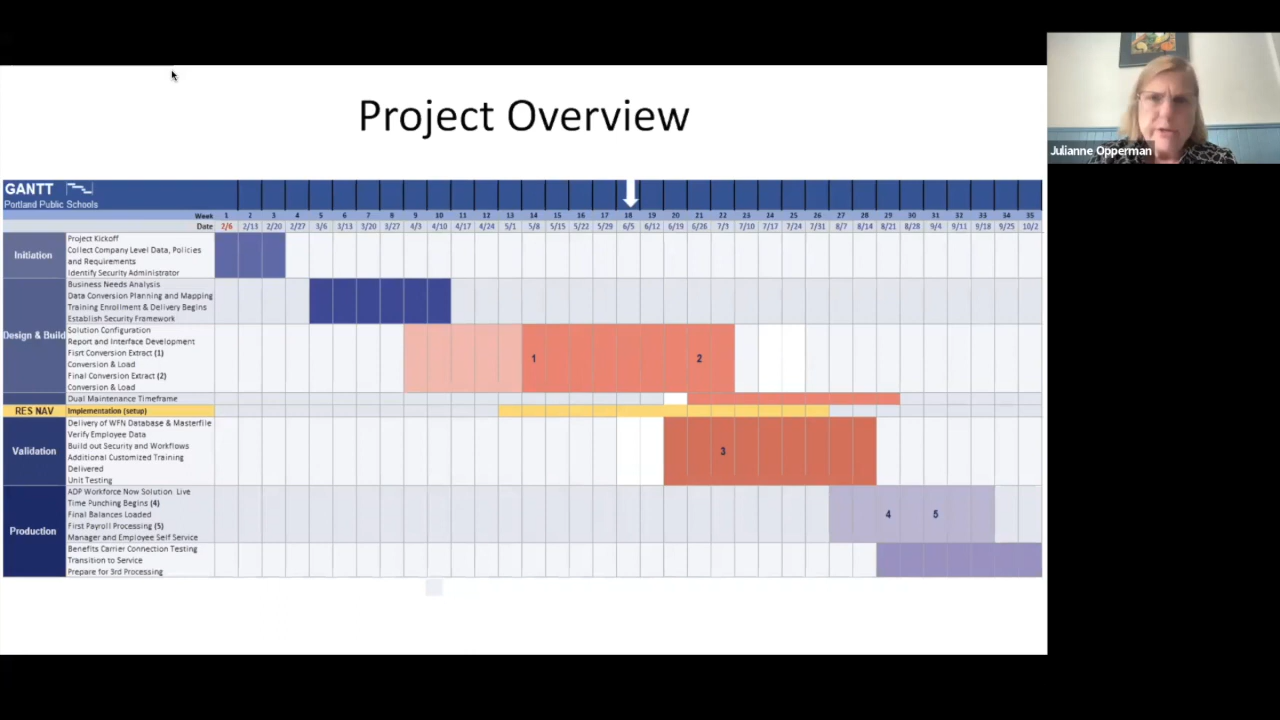 Project Overview
Julianne Opperman
GANTT
Portland Public Schools
Week 1 2 3 4 5 6 7 8 9 10 11 12 13 14 15 16 17 18 19 20 21 22 23 24 25 26 27 28 29 30 31 32 33 34 35
Date 2/6 2/13 2/20 2/27 3/6 3/13 3/20 3/27 4/3 4/10 4/17 4/24 5/1 5/8 5/15 5/22 5/29 6/5 6/12 6/19 6/26 7/3 7/10 7/17 7/24 7/31 8/7 8/14 8/21 8/28 9/4 9/11 9/18 9/25 10/2
Initiation
Project Kickoff
Collect Company Level Data, Policies
and Requirements
Identify Security Administrator
Design & Build
Business Needs Analysis
Data Conversion Planning and Mapping
Training Enrollment & Delivery Begins
Establish Security Framework
Solution Configuration
Report and Interface Development
Fisrt Conversion Extract (1)
Conversion & Load
Final Conversion Extract (2)
Conversion & Load
1 2
Dual Maintenance Timeframe
RES NAV Implementation (setup)
Validation
Delivery of WFN Database & Masterfile
Verify Employee Data
Build out Security and Workflows
Additional Customized Training
Delivered
Unit Testing
3
Production
ADP Workforce Now Solution Live
Time Punching Begins (4)
Final Balances Loaded
First Payroll Processing (5)
Manager and Employee Self Service
4 5
Benefits Carrier Connection Testing
Transition to Service
Prepare for 3rd Processing